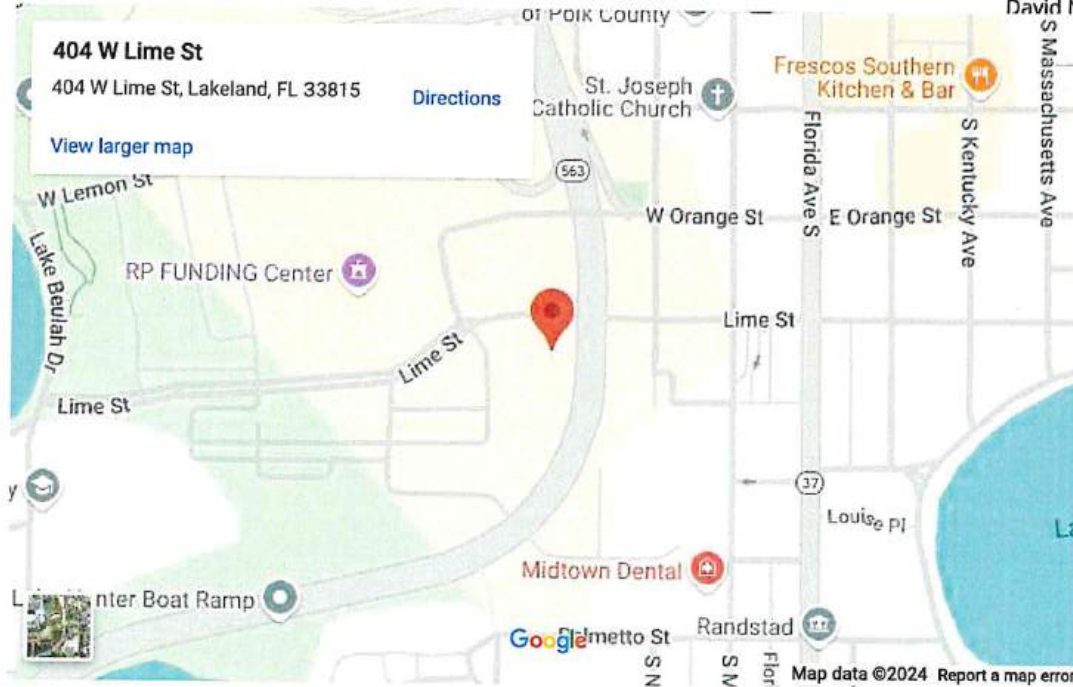 of Polk County
David
404 W Lime St
404 W Lime St, Lakeland, FL 33815
Directions
View larger map
St. Joseph
Catholic Church
Frescos Southern
Kitchen & Bar
S Massachusetts Ave
Florida Ave S
S Kentucky Ave
563
W Lemon St
W Orange St
E Orange St
Lake Beulah Dr
RP FUNDING Center
Lime St
Lime St
Lime St
y
37
Louise Pl
La
Midtown Dental
L
nter Boat Ramp
Google
lmetto St
Randstad
S N
S M
Flori
Map data ©2024
Report a map error